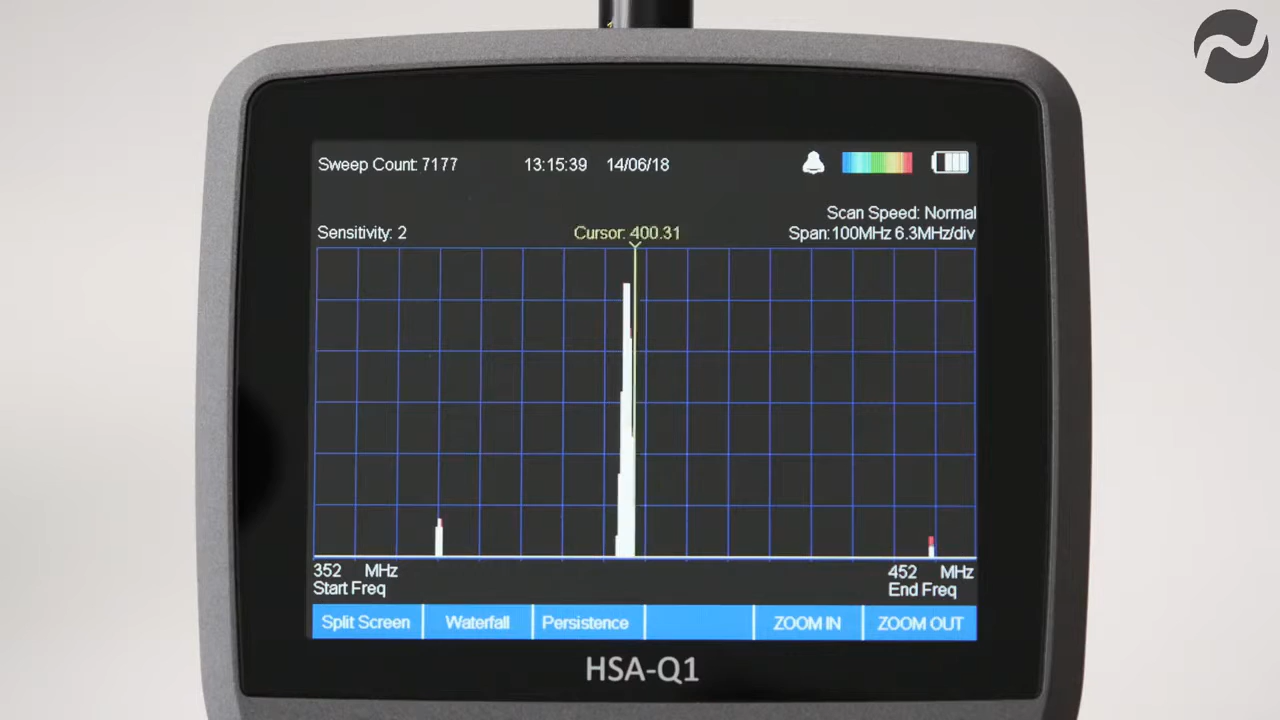 Sweep Count: 7177 13:15:39 14/06/18
Scan Speed: Normal
Sensitivity: 2 Cursor: 400.31 Span:100MHz 6.3MHz/div
352 MHz 452 MHz
Start Freq End Freq
Split Screen Waterfall Persistence ZOOM IN ZOOM OUT
HSA-Q1